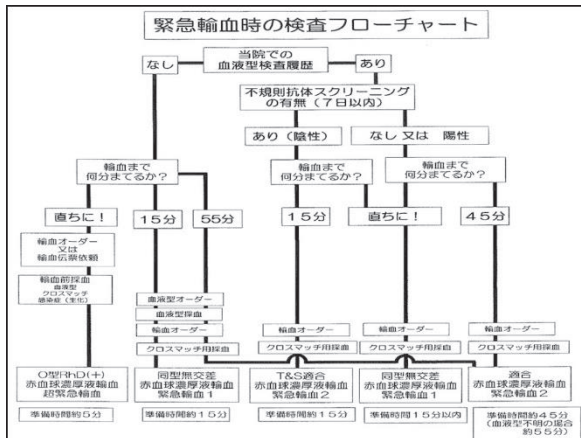 緊急輸血時の検査フローチャート
当院での
血液型検査履歴
なし
あり
不規則抗体スクリーニング
の有無(7日以内)
あり(陰性)
なし 又は 陽性
輸血まで
何分まてるか?
輸血まで
何分まてるか?
輸血まで
何分まてるか?
直ちに!
15分
55分
15分
直ちに!
45分
輸血オーダー
又は
輸血伝票依頼
輸血前採血
血液型
クロスマッチ
感染症(生化)
血液型オーダー
血液型採血
輸血オーダー
クロスマッチ用採血
輸血オーダー
クロスマッチ用採血
輸血オーダー
クロスマッチ用採血
輸血オーダー
クロスマッチ用採血
O型RhD(+)
赤血球濃厚液輸血
超緊急輸血
同型無交差
赤血球濃厚液輸血
緊急輸血1
T&S適合
赤血球濃厚液輸血
緊急輸血2
同型無交差
赤血球濃厚液輸血
緊急輸血1
適合
赤血球濃厚液輸血
緊急輸血2
準備時間約5分
準備時間約15分
準備時間約15分
準備時間15分以内
準備時間約45分
(血液型不明の場合
約55分)